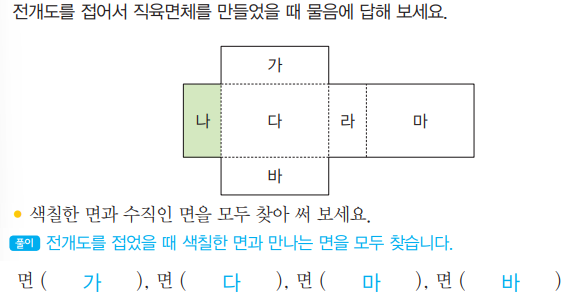 전개도를 접어서 직육면체를 만들었을 때 물음에 답해 보세요.
가
나 다 라 마
바
색칠한 면과 수직인 면을 모두 찾아 써 보세요.
풀이 전개도를 접었을 때 색칠한 면과 만나는 면을 모두 찾습니다.
면 ( 가 ), 면 ( 다 ), 면 ( 마 ), 면 ( 바 )